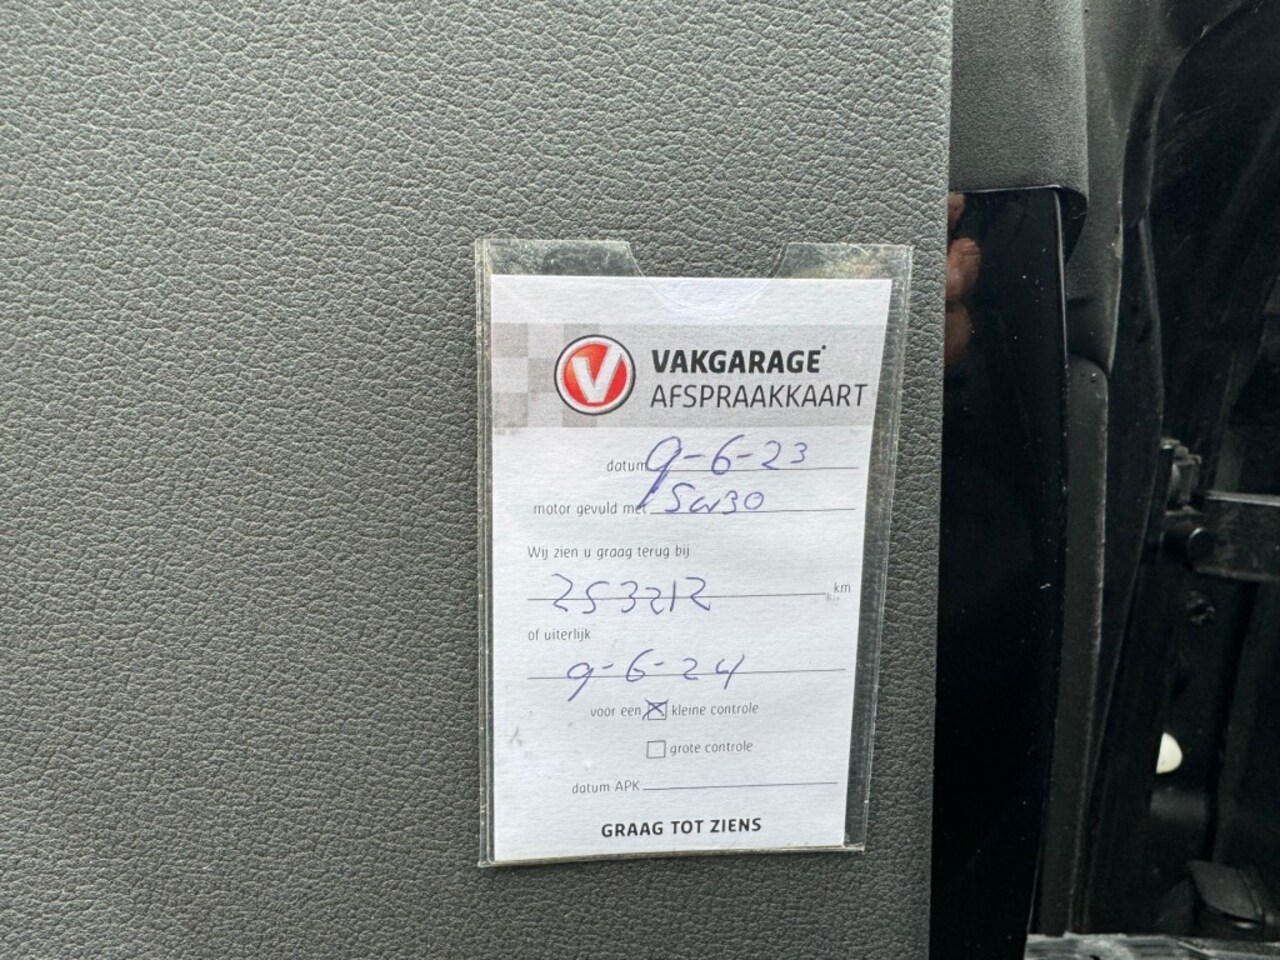 V VAKGARAGE
AFSPRAAKKAART
datum 9-6-23
motor gevuld met 5w30
Wij zien u graag terug bij
253212 km
of uiterlijk
9-6-24
voor een kleine controle
grote controle
datum APK
GRAAG TOT ZIENS